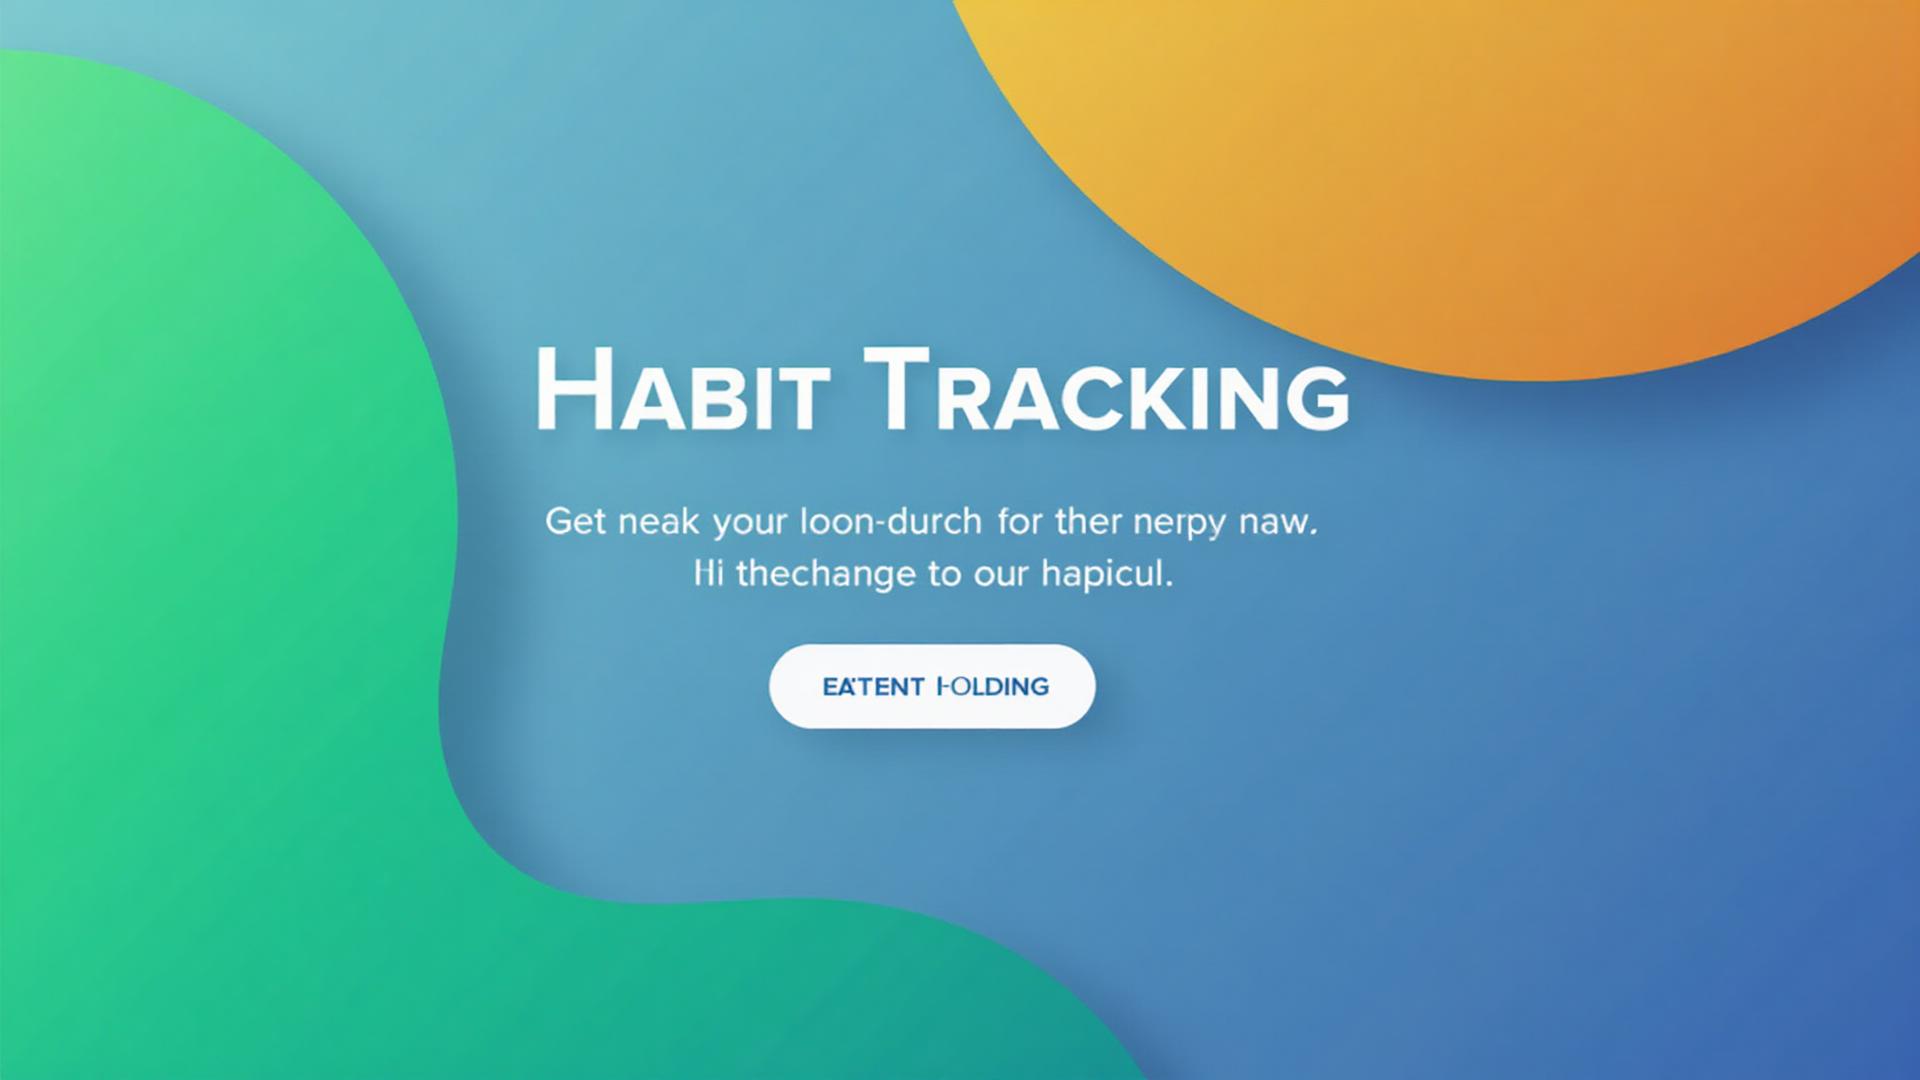 Habit Tracking
Get neak your loon-durch for ther nerpy naw.
Hi thechange to our hapicul.
EATENT HOLDING